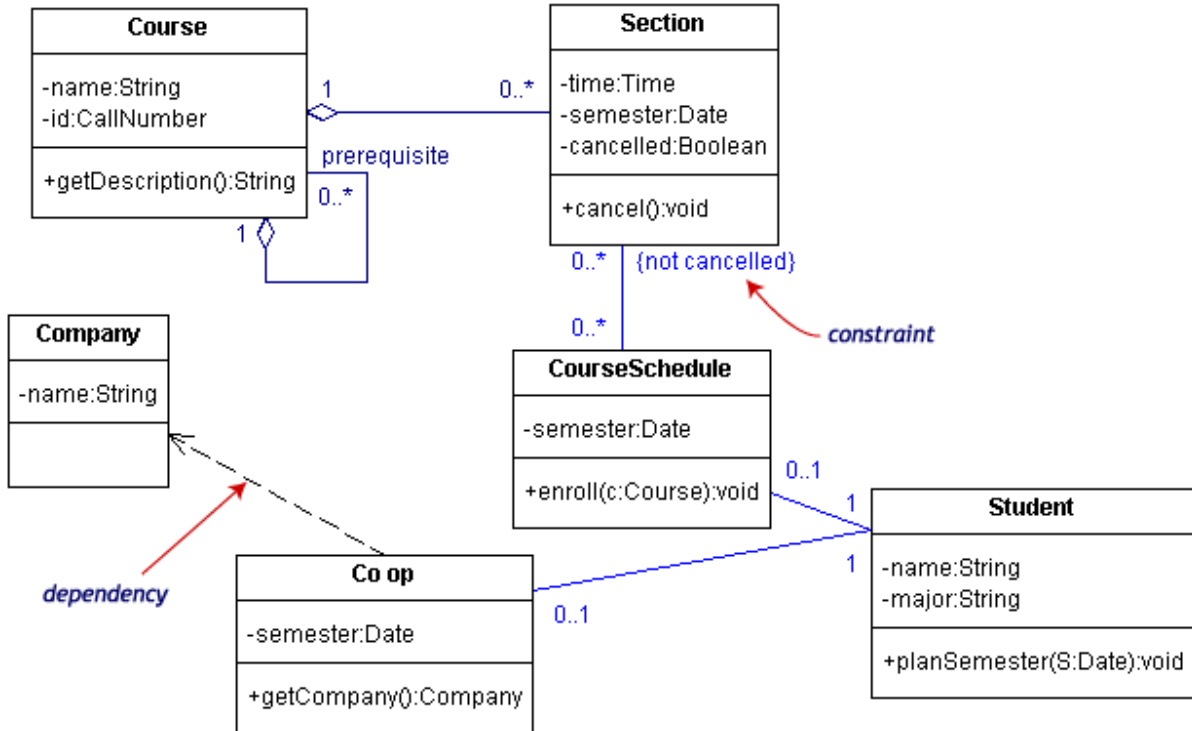 Course
-name:String
-id:CallNumber
+getDescription():String
1
0..*
prerequisite
0..*
1
Section
-time:Time
-semester:Date
-cancelled:Boolean
+cancel():void
0..*
{not cancelled}
constraint
0..*
CourseSchedule
-semester:Date
+enroll(c:Course):void
0..1
1
Company
-name:String
dependency
Co op
-semester:Date
+getCompany():Company
0..1
1
Student
-name:String
-major:String
+planSemester(S:Date):void